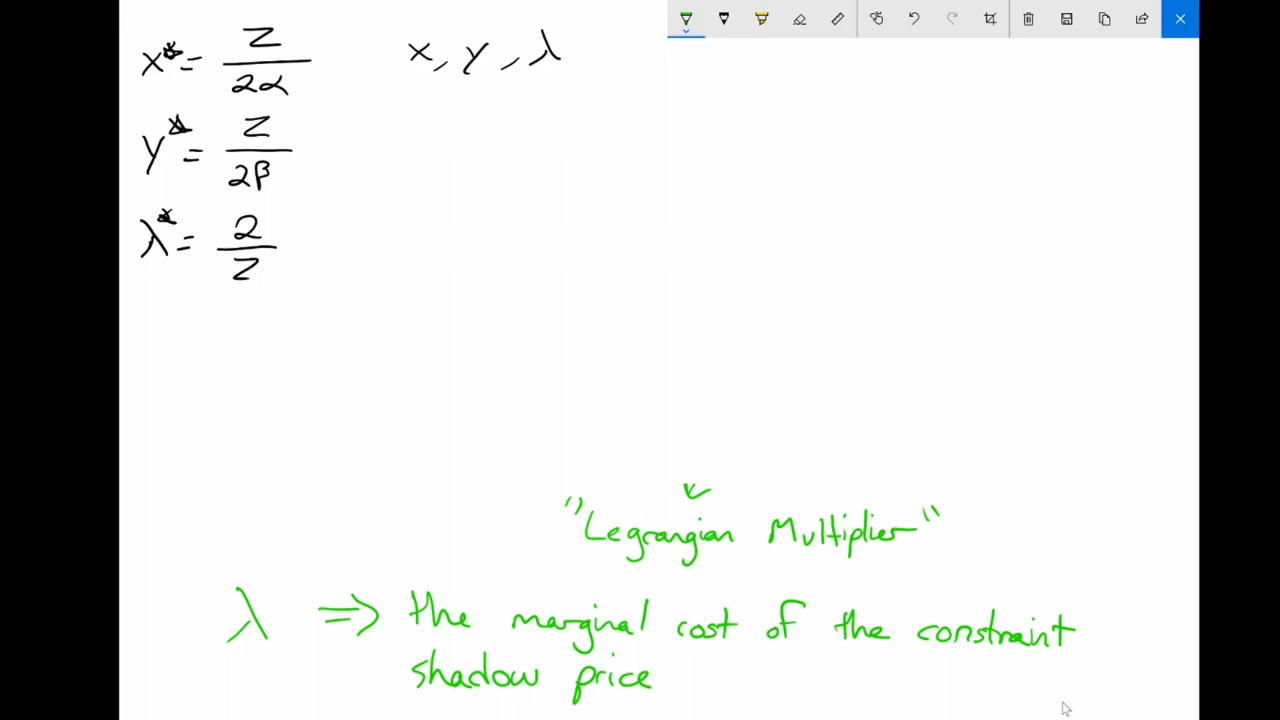 x* = Z / 2α
x, y, λ
y* = Z / 2β
λ* = 2 / Z
"Legrangian Multiplier"
λ ⇒ the marginal cost of the constraint
shadow price